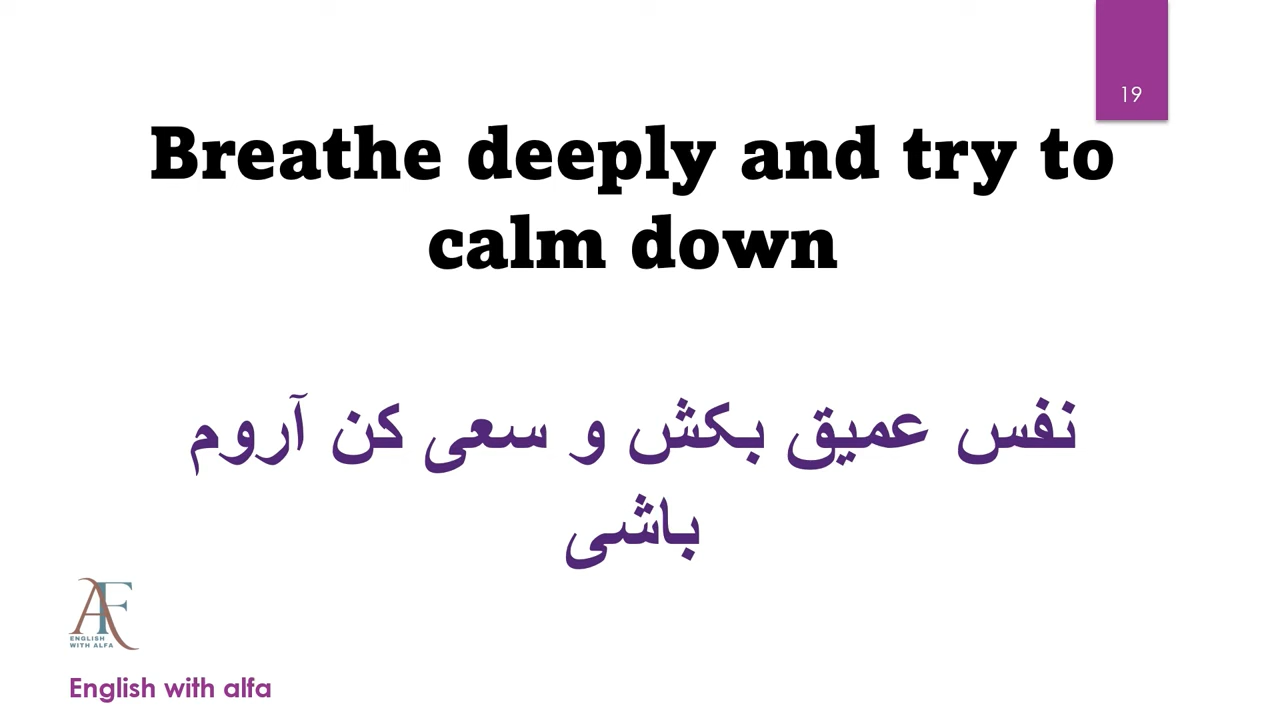 19
Breathe deeply and try to
calm down
نفس عمیق بکش و سعی کن آروم
باشی
AF
ENGLISH
WITH ALFA
English with alfa